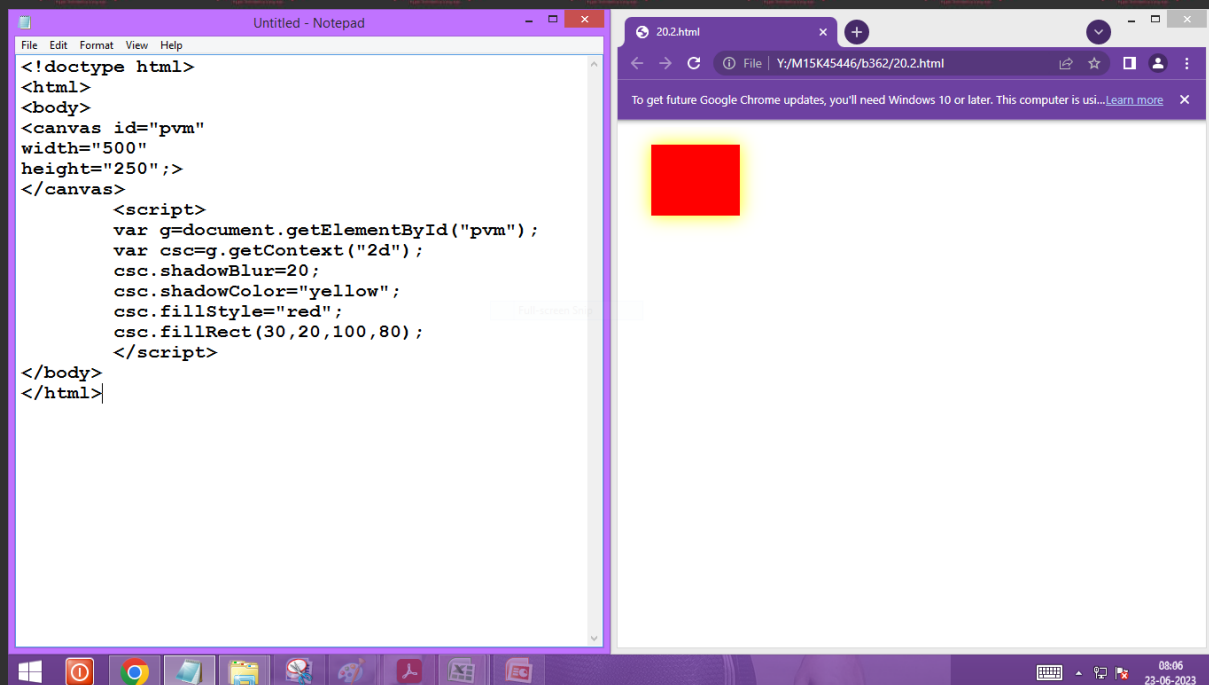 Untitled - Notepad
File Edit Format View Help
<!doctype html>
<html>
<body>
<canvas id="pvm"
width="500"
height="250";>
</canvas>
<script>
var g=document.getElementById("pvm");
var csc=g.getContext("2d");
csc.shadowBlur=20;
csc.shadowColor="yellow";
csc.fillStyle="red";
csc.fillRect(30,20,100,80);
</script>
</body>
</html>
20.2.html
File Y:/M15K45446/b362/20.2.html
To get future Google Chrome updates, you'll need Windows 10 or later. This computer is usi...Learn more
08:06
23-06-2023